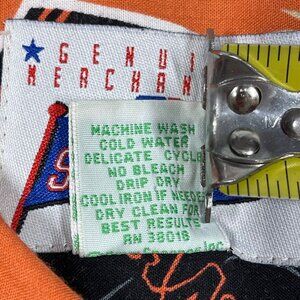 GENUI
MERCHAN
MACHINE WASH
COLD WATER
DELICATE CYCLE
NO BLEACH
DRIP DRY
COOL IRON IF NEEDED
DRY CLEAN FOR
BEST RESULTS
RN 38018